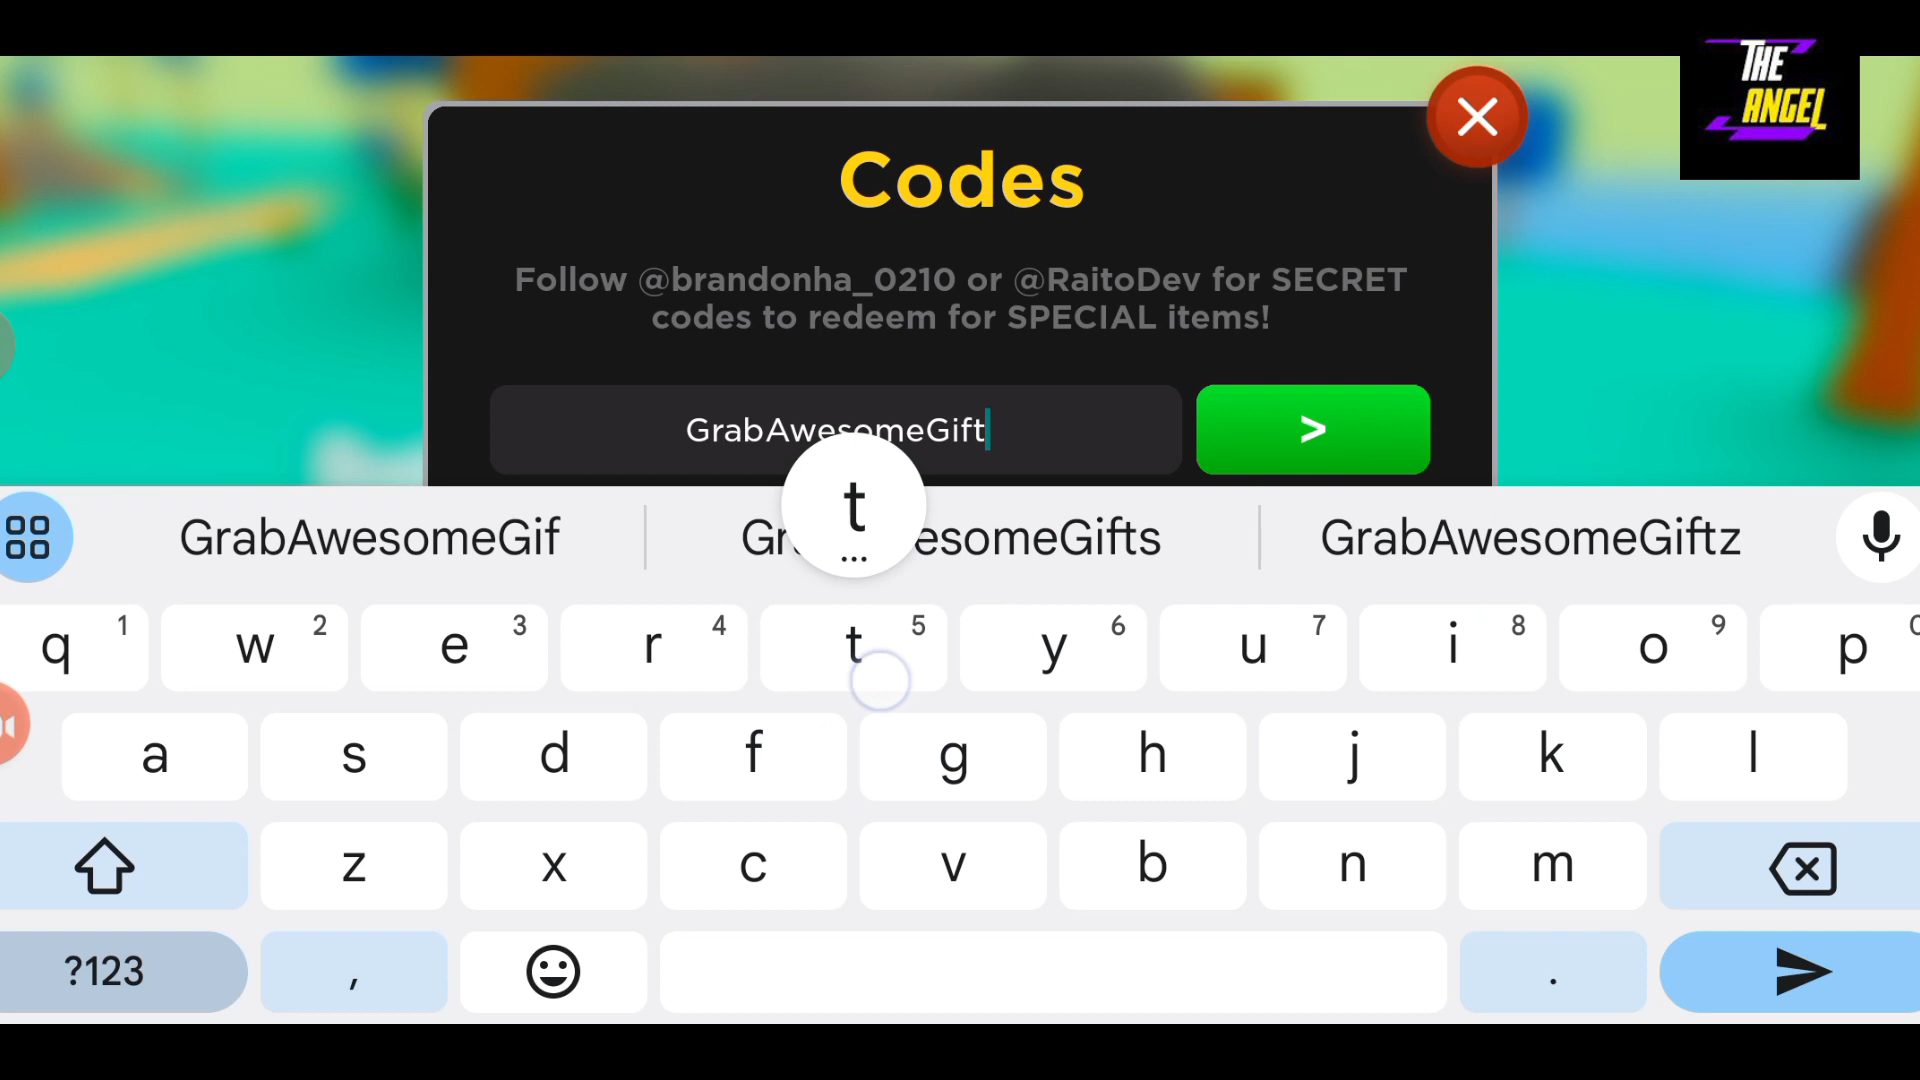 THE
ANGEL
Codes
Follow @brandonha_0210 or @RaitoDev for SECRET
codes to redeem for SPECIAL items!
GrabAwesomeGift
>
t
...
GrabAwesomeGif
esomeGifts
GrabAwesomeGiftz
q 1 w 2 e 3 r 4 t 5 y 6 u 7 i 8 o 9 p
a s d f g h j k l
z x c v b n m
?123 , .